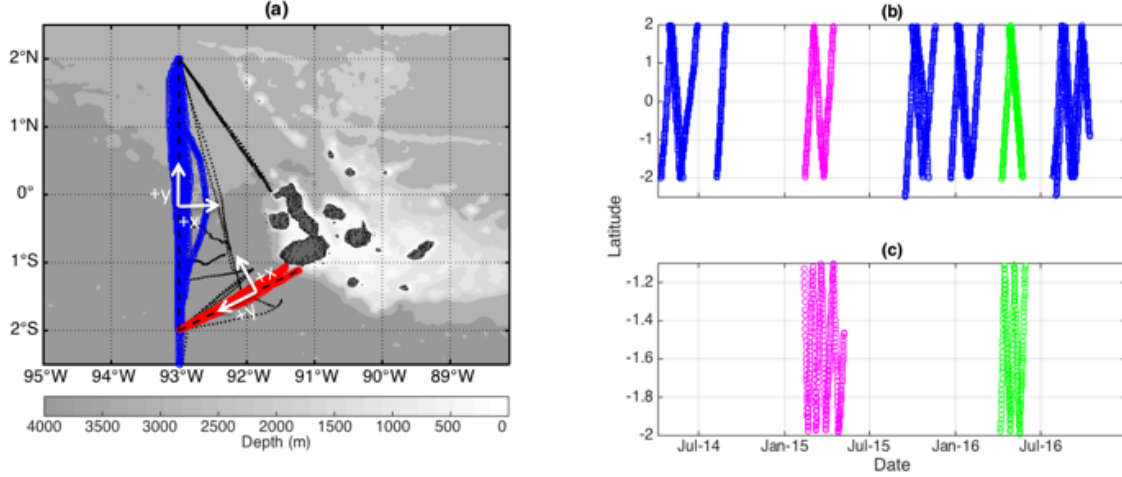 (a)
2°N
1°N
0°
1°S
2°S
+y
+x
+x
+y
95°W 94°W 93°W 92°W 91°W 90°W 89°W
4000 3500 3000 2500 2000 1500 1000 500 0
Depth (m)
(b)
2
1
0
-1
-2
Latitude
(c)
-1.2
-1.4
-1.6
-1.8
-2
Jul-14 Jan-15 Jul-15 Jan-16 Jul-16
Date